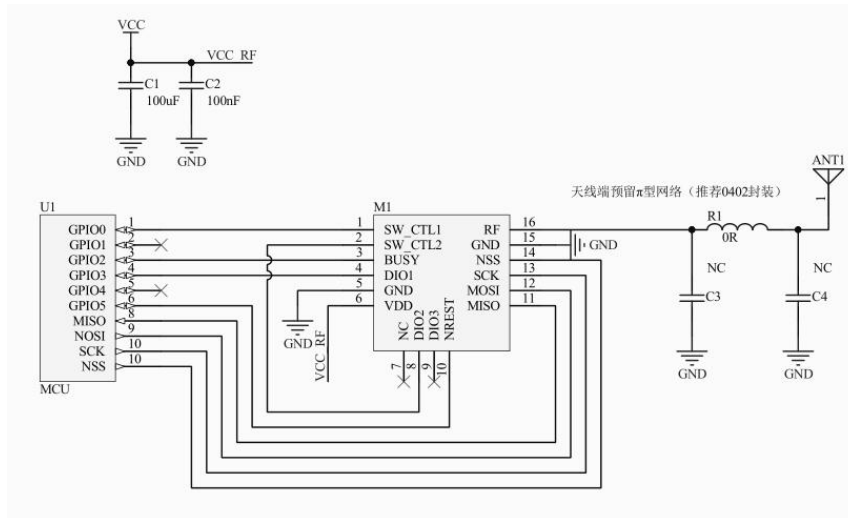 VCC
VCC_RF
C1
100uF
C2
100nF
GND
GND
ANT1
天线端预留π型网络（推荐0402封装）
1
U1
M1
R1
0R
GPIO0
1
1
SW_CTL1
RF
16
GPIO1
2
2
SW_CTL2
GND
15
GND
GPIO2
3
3
BUSY
NSS
14
GPIO3
4
4
DIO1
SCK
13
NC
NC
GPIO4
5
5
GND
MOSI
12
GPIO5
6
6
VDD
MISO
11
C3
C4
MISO
8
NOSI
9
SCK
10
NSS
10
MCU
GND
VCC_RF
NC
DIO2
DIO3
NREST
7
8
9
10
GND
GND